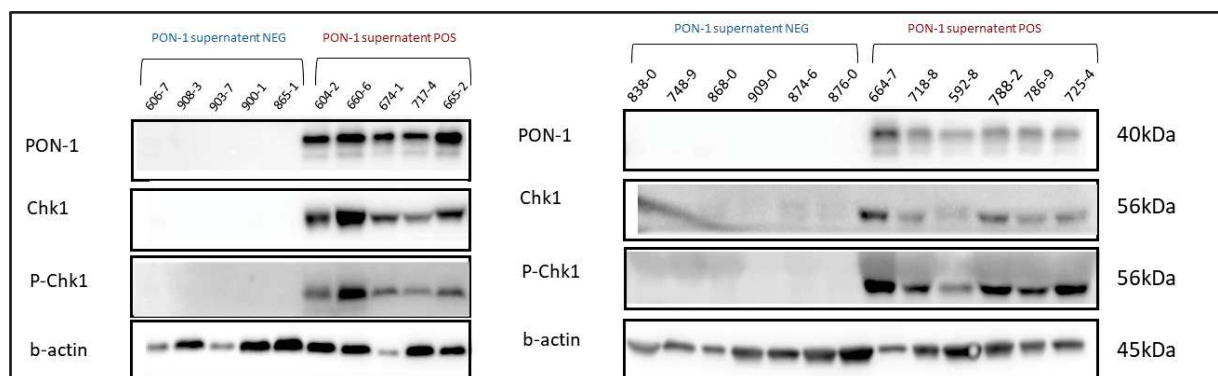 PON-1 supernatent NEG
PON-1 supernatent POS
606-7
908-3
903-7
900-1
865-1
604-2
660-6
674-1
717-4
665-2
PON-1
Chk1
P-Chk1
b-actin
PON-1 supernatent NEG
PON-1 supernatent POS
838-0
748-9
868-0
909-0
874-6
876-0
664-7
718-8
592-8
788-2
786-9
725-4
PON-1
40kDa
Chk1
56kDa
P-Chk1
56kDa
b-actin
45kDa